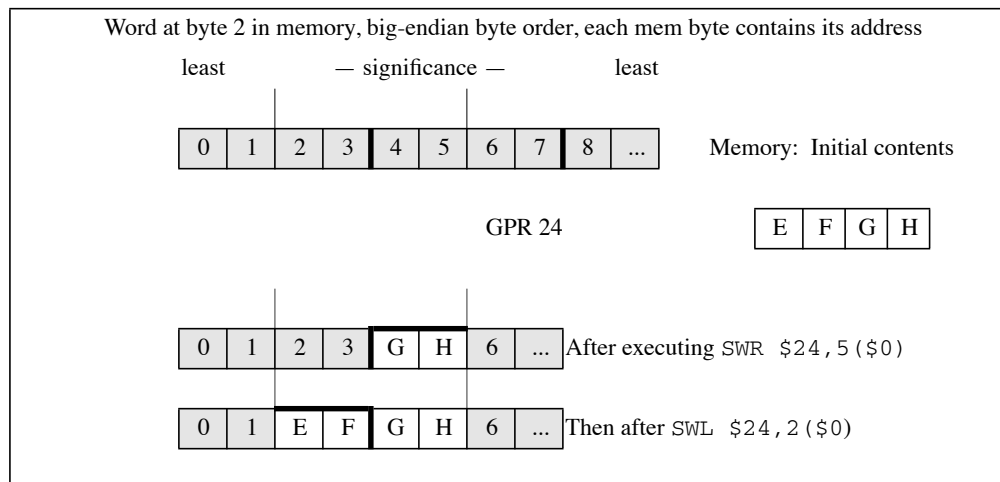 Word at byte 2 in memory, big-endian byte order, each mem byte contains its address
least — significance — least
0 1 2 3 4 5 6 7 8 ... Memory: Initial contents
GPR 24 E F G H
0 1 2 3 G H 6 ... After executing SWR $24,5($0)
0 1 E F G H 6 ... Then after SWL $24,2($0)